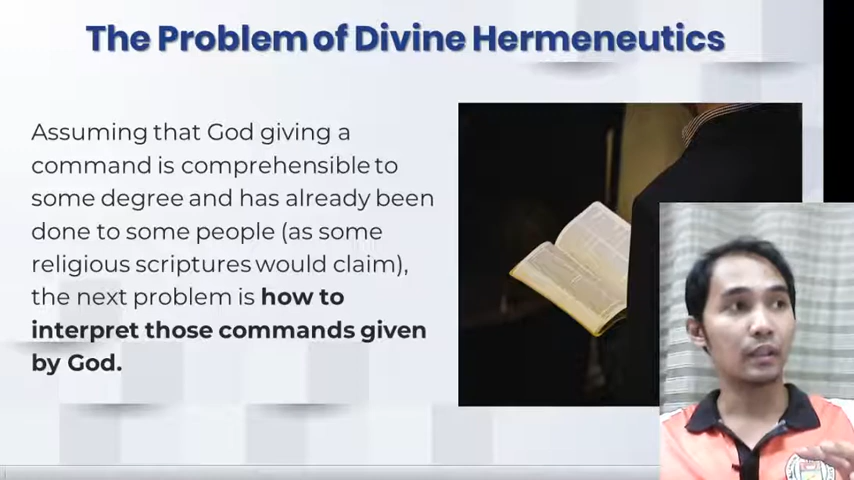 The Problem of Divine Hermeneutics
Assuming that God giving a
command is comprehensible to
some degree and has already been
done to some people (as some
religious scriptures would claim),
the next problem is how to
interpret those commands given
by God.